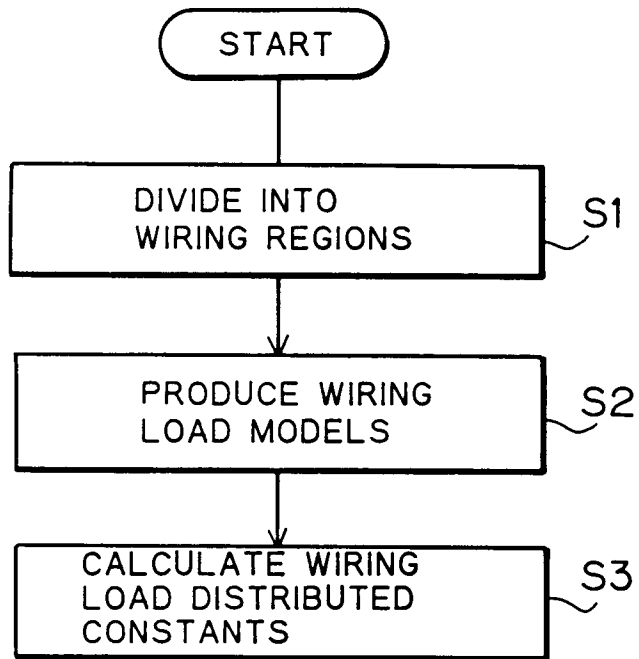 START
DIVIDE INTO
WIRING REGIONS
S1
PRODUCE WIRING
LOAD MODELS
S2
CALCULATE WIRING
LOAD DISTRIBUTED
CONSTANTS
S3